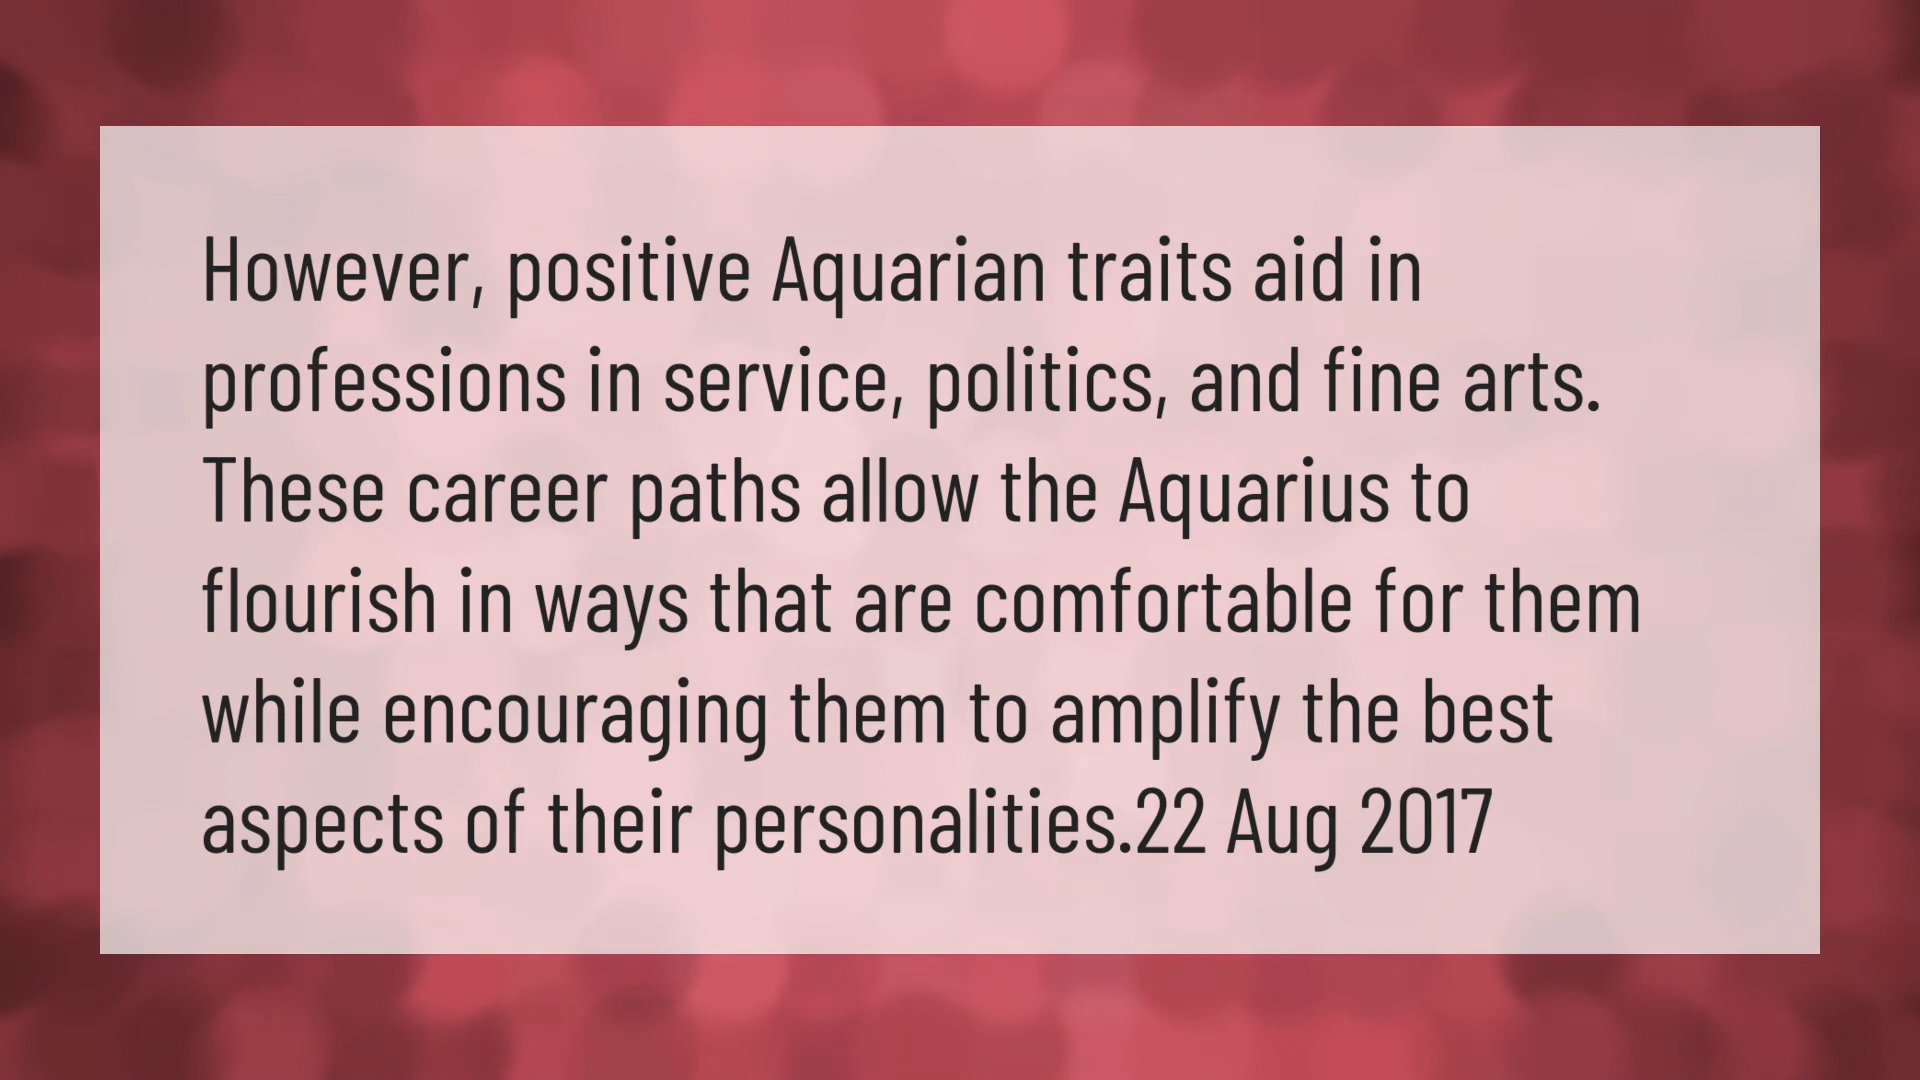 However, positive Aquarian traits aid in
professions in service, politics, and fine arts.
These career paths allow the Aquarius to
flourish in ways that are comfortable for them
while encouraging them to amplify the best
aspects of their personalities.22 Aug 2017